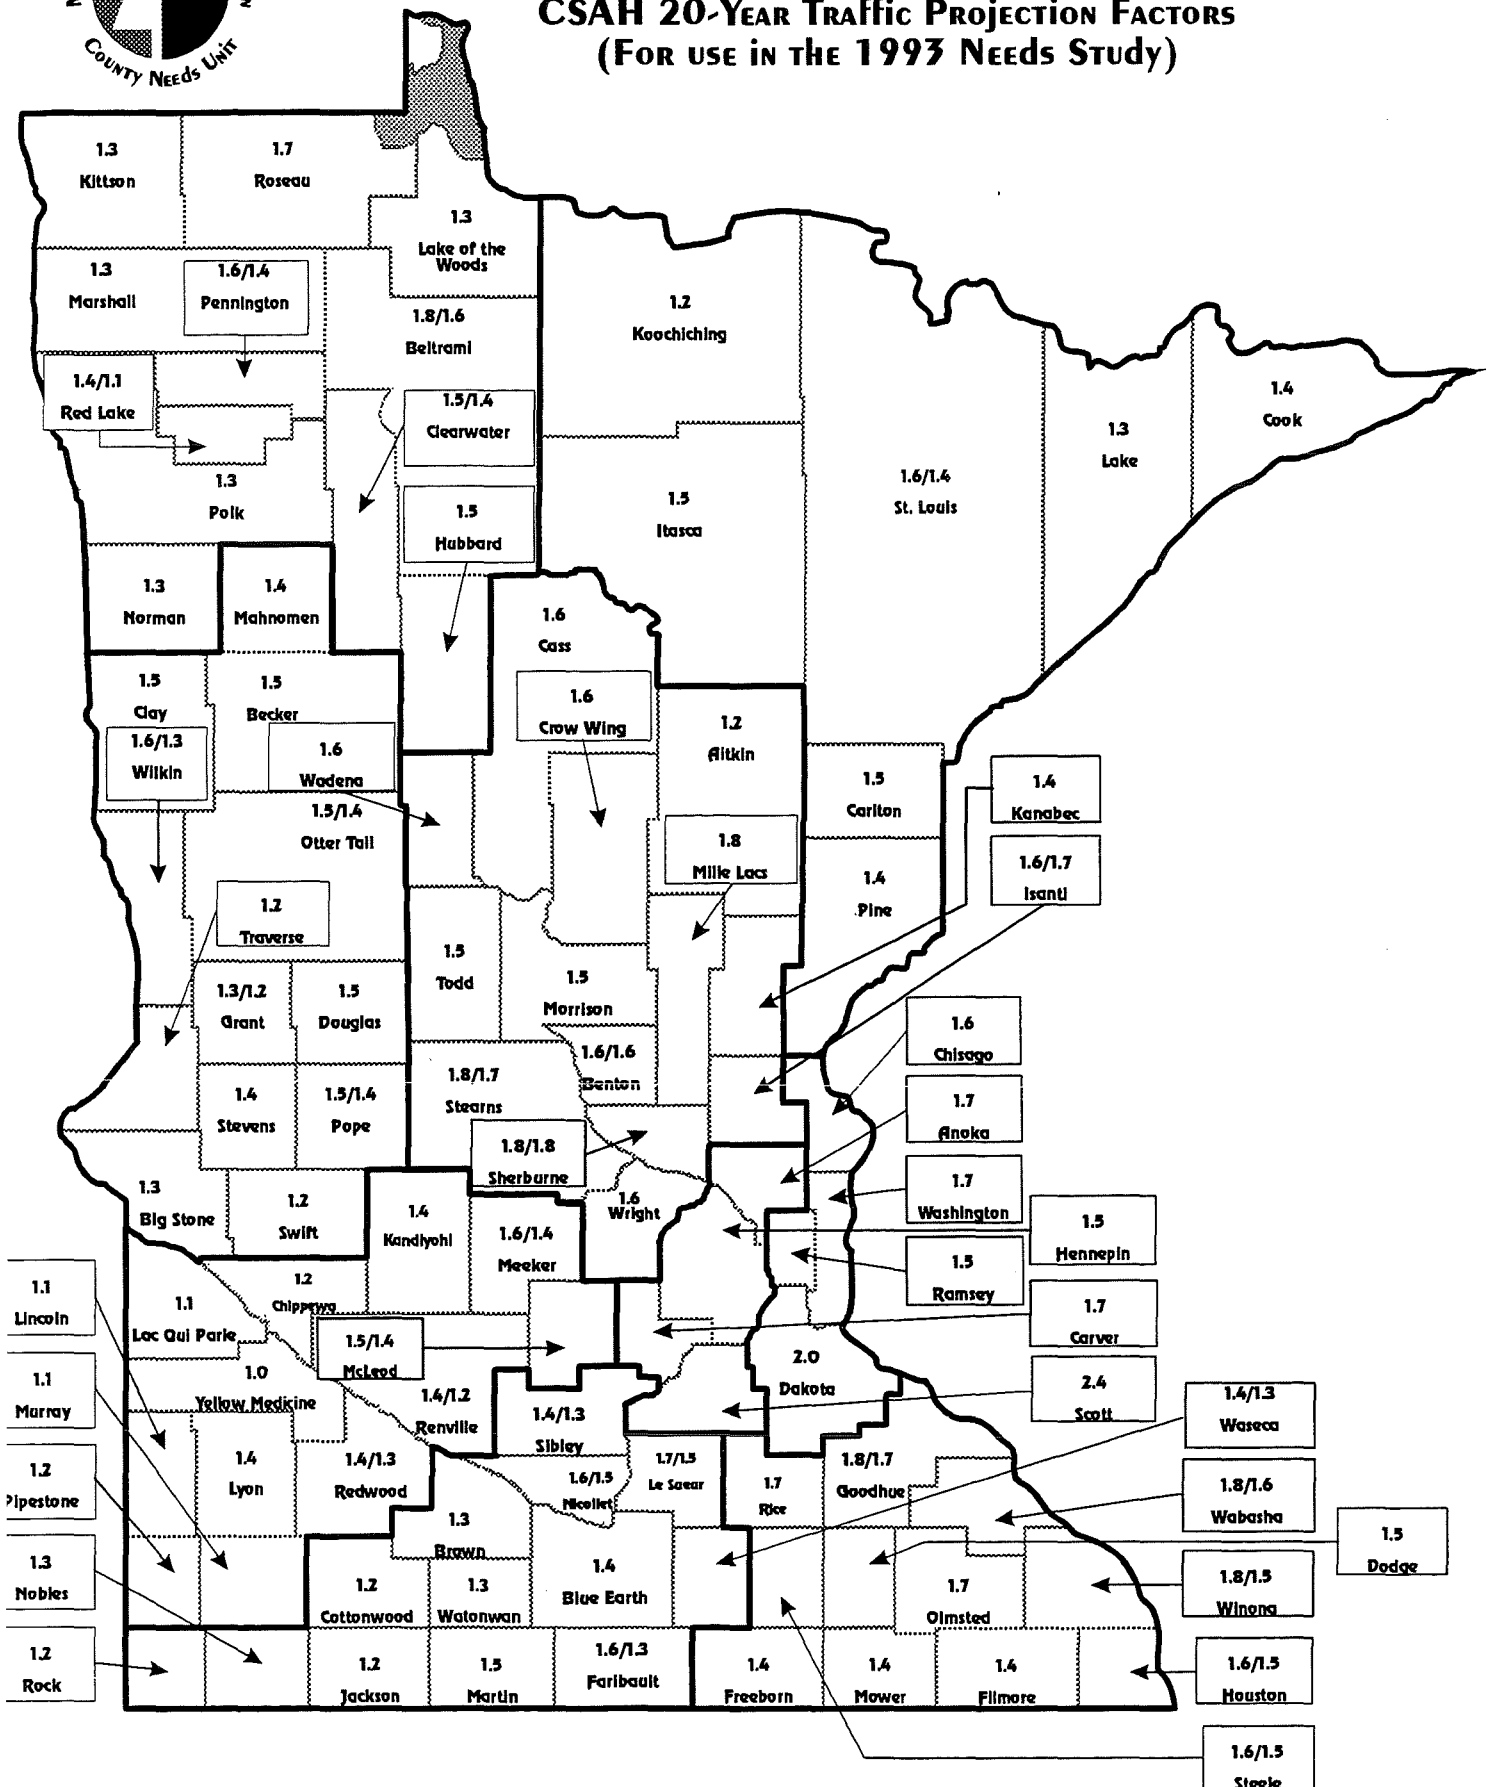 CSAH 20-Year Traffic Projection Factors
(For use in the 1993 Needs Study)
County Needs Unit
1.3
Kittson
1.7
Roseau
1.3
Lake of the
Woods
1.3
Marshall
1.6/1.4
Pennington
1.8/1.6
Beltrami
1.2
Koochiching
1.4/1.1
Red Lake
1.5/1.4
Clearwater
1.4
Cook
1.3
Lake
1.3
Polk
1.5
Hubbard
1.5
Itasca
1.6/1.4
St. Louis
1.3
Norman
1.4
Mahnomen
1.6
Cass
1.5
Clay
1.5
Becker
1.6
Crow Wing
1.2
Aitkin
1.6/1.3
Wilkin
1.6
Wadena
1.5
Carlton
1.4
Kanabec
1.5/1.4
Otter Tail
1.8
Mille Lacs
1.4
Pine
1.6/1.7
Isanti
1.2
Traverse
1.5
Todd
1.5
Morrison
1.3/1.2
Grant
1.5
Douglas
1.6
Chisago
1.6/1.6
Benton
1.8/1.7
Stearns
1.4
Stevens
1.5/1.4
Pope
1.7
Anoka
1.8/1.8
Sherburne
1.3
Big Stone
1.2
Swift
1.4
Kandiyohi
1.6
Wright
1.7
Washington
1.6/1.4
Meeker
1.5
Hennepin
1.5
Ramsey
1.1
Lincoln
1.1
Lac Qui Parle
1.2
Chippewa
1.5/1.4
McLeod
1.7
Carver
2.0
Dakota
1.1
Murray
1.0
Yellow Medicine
1.4/1.2
Renville
1.4/1.3
Sibley
2.4
Scott
1.4/1.3
Waseca
1.2
Pipestone
1.4
Lyon
1.4/1.3
Redwood
1.6/1.5
Nicollet
1.7/1.5
Le Sueur
1.7
Rice
1.8/1.7
Goodhue
1.8/1.6
Wabasha
1.3
Nobles
1.3
Brown
1.2
Cottonwood
1.3
Watonwan
1.4
Blue Earth
1.7
Olmsted
1.5
Dodge
1.8/1.5
Winona
1.2
Rock
1.2
Jackson
1.5
Martin
1.6/1.3
Faribault
1.4
Freeborn
1.4
Mower
1.4
Filmore
1.6/1.5
Houston
1.6/1.5
Steele